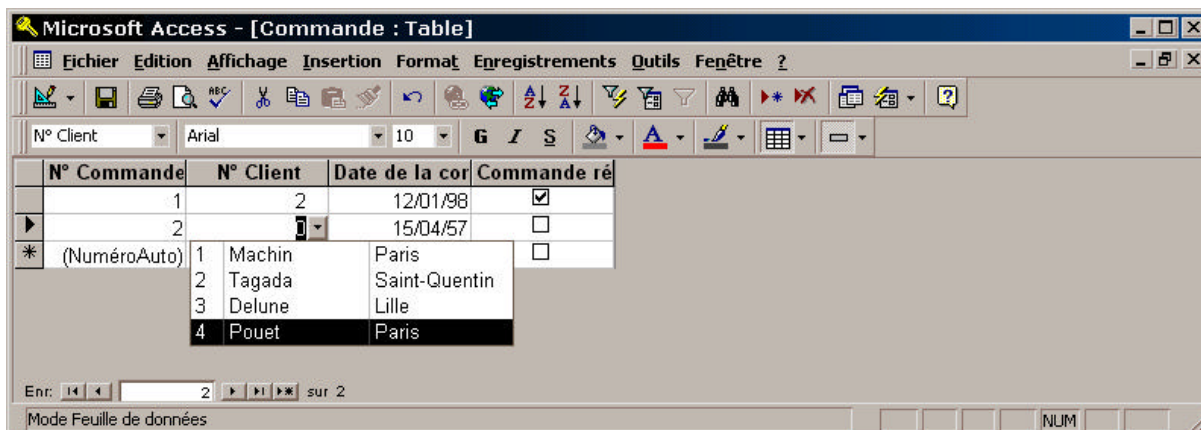 Microsoft Access - [Commande : Table]
Fichier Edition Affichage Insertion Format Enregistrements Outils Fenêtre ?
N° Client Arial 10 G I S
N° Commande N° Client Date de la cor Commande ré
1 2 12/01/98
2 15/04/57
(NuméroAuto) 1 Machin Paris
2 Tagada Saint-Quentin
3 Delune Lille
4 Pouet Paris
Enr: 2 sur 2
Mode Feuille de données NUM